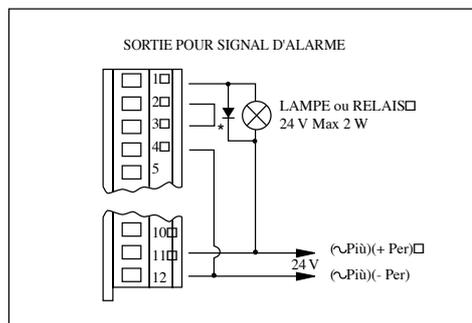 SORTIE POUR SIGNAL D'ALARME
1□
2□
3□
4□
5
LAMPE ou RELAIS□
24 V Max 2 W
*
10□
11□
12
24 V
(∿Più)(+ Per)□
(∿Più)(- Per)